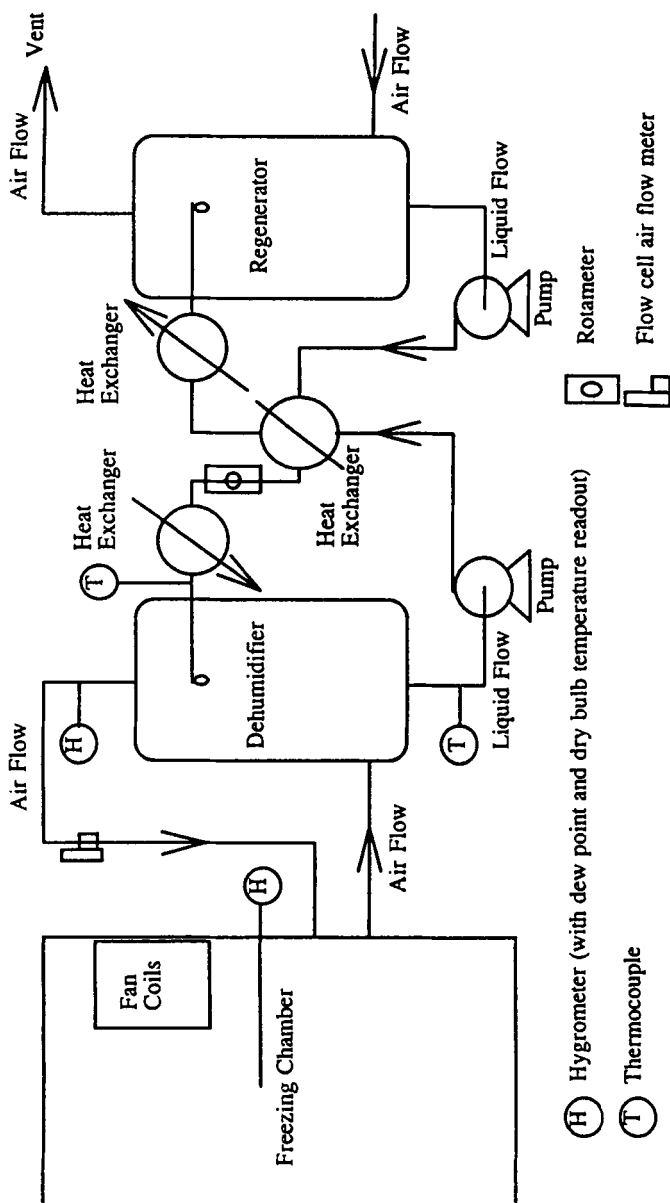 Air Flow
Vent
Air Flow
Heat
Exchanger
Heat
Exchanger
T
H
Air Flow
Regenerator
Dehumidifier
Fan
Coils
H
Heat
Exchanger
Freezing Chamber
Air Flow
T
Liquid Flow
Pump
Liquid Flow
Pump
H Hygrometer (with dew point and dry bulb temperature readout)
T Thermocouple
Rotameter
Flow cell air flow meter